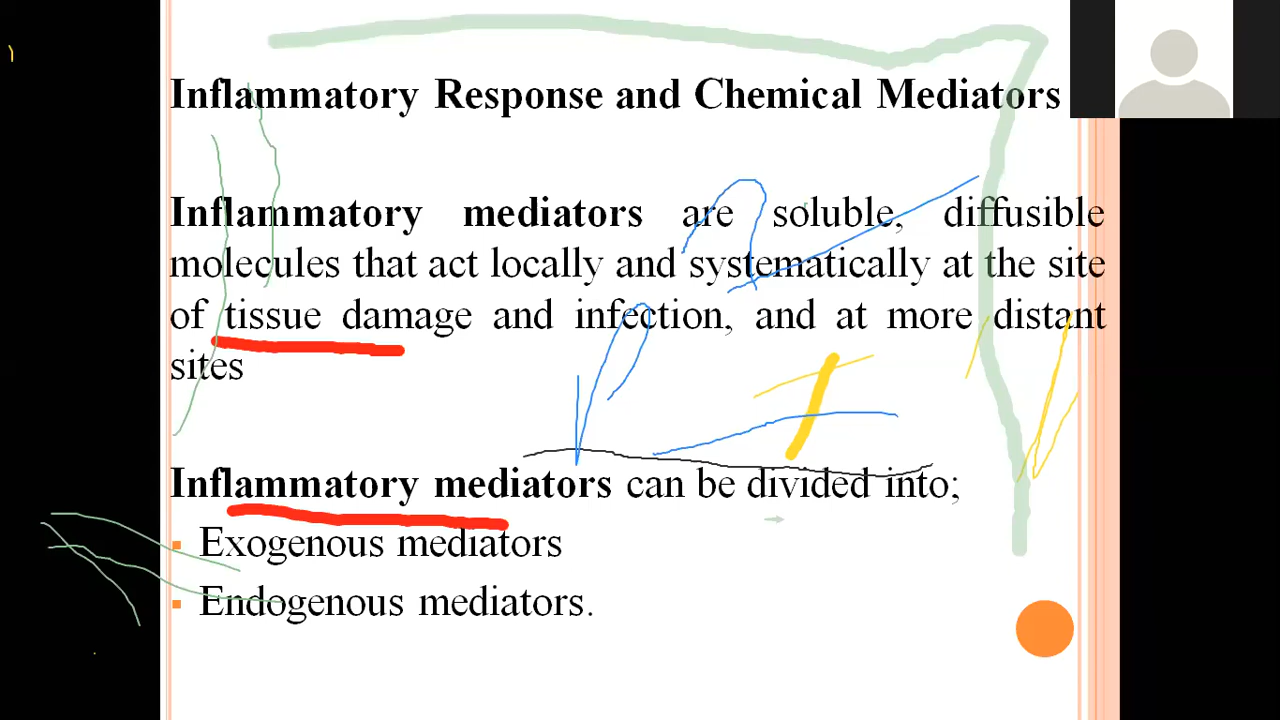 Inflammatory Response and Chemical Mediators
Inflammatory mediators are soluble, diffusible
molecules that act locally and systematically at the site
of tissue damage and infection, and at more distant
sites
Inflammatory mediators can be divided into;
Exogenous mediators
Endogenous mediators.